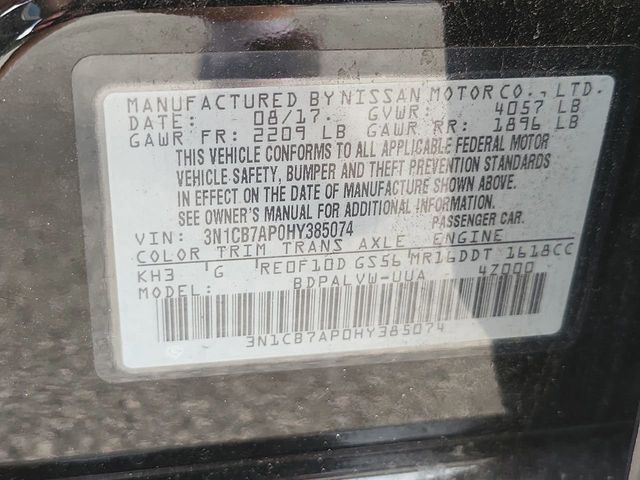 MANUFACTURED BY NISSAN MOTOR CO., LTD.
DATE: 08/17. GVWR: 4057 LB
GAWR FR: 2209 LB GAWR RR: 1896 LB
THIS VEHICLE CONFORMS TO ALL APPLICABLE FEDERAL MOTOR
VEHICLE SAFETY, BUMPER AND THEFT PREVENTION STANDARDS
IN EFFECT ON THE DATE OF MANUFACTURE SHOWN ABOVE.
SEE OWNER'S MANUAL FOR ADDITIONAL INFORMATION.
VIN: 3N1CB7AP0HY385074 PASSENGER CAR.
COLOR TRIM TRANS AXLE ENGINE
KH3 G RE0F10D GS56 MR16DDT 1618CC
MODEL: BDPALVW-UUA 4Z000
3N1CB7AP0HY385074